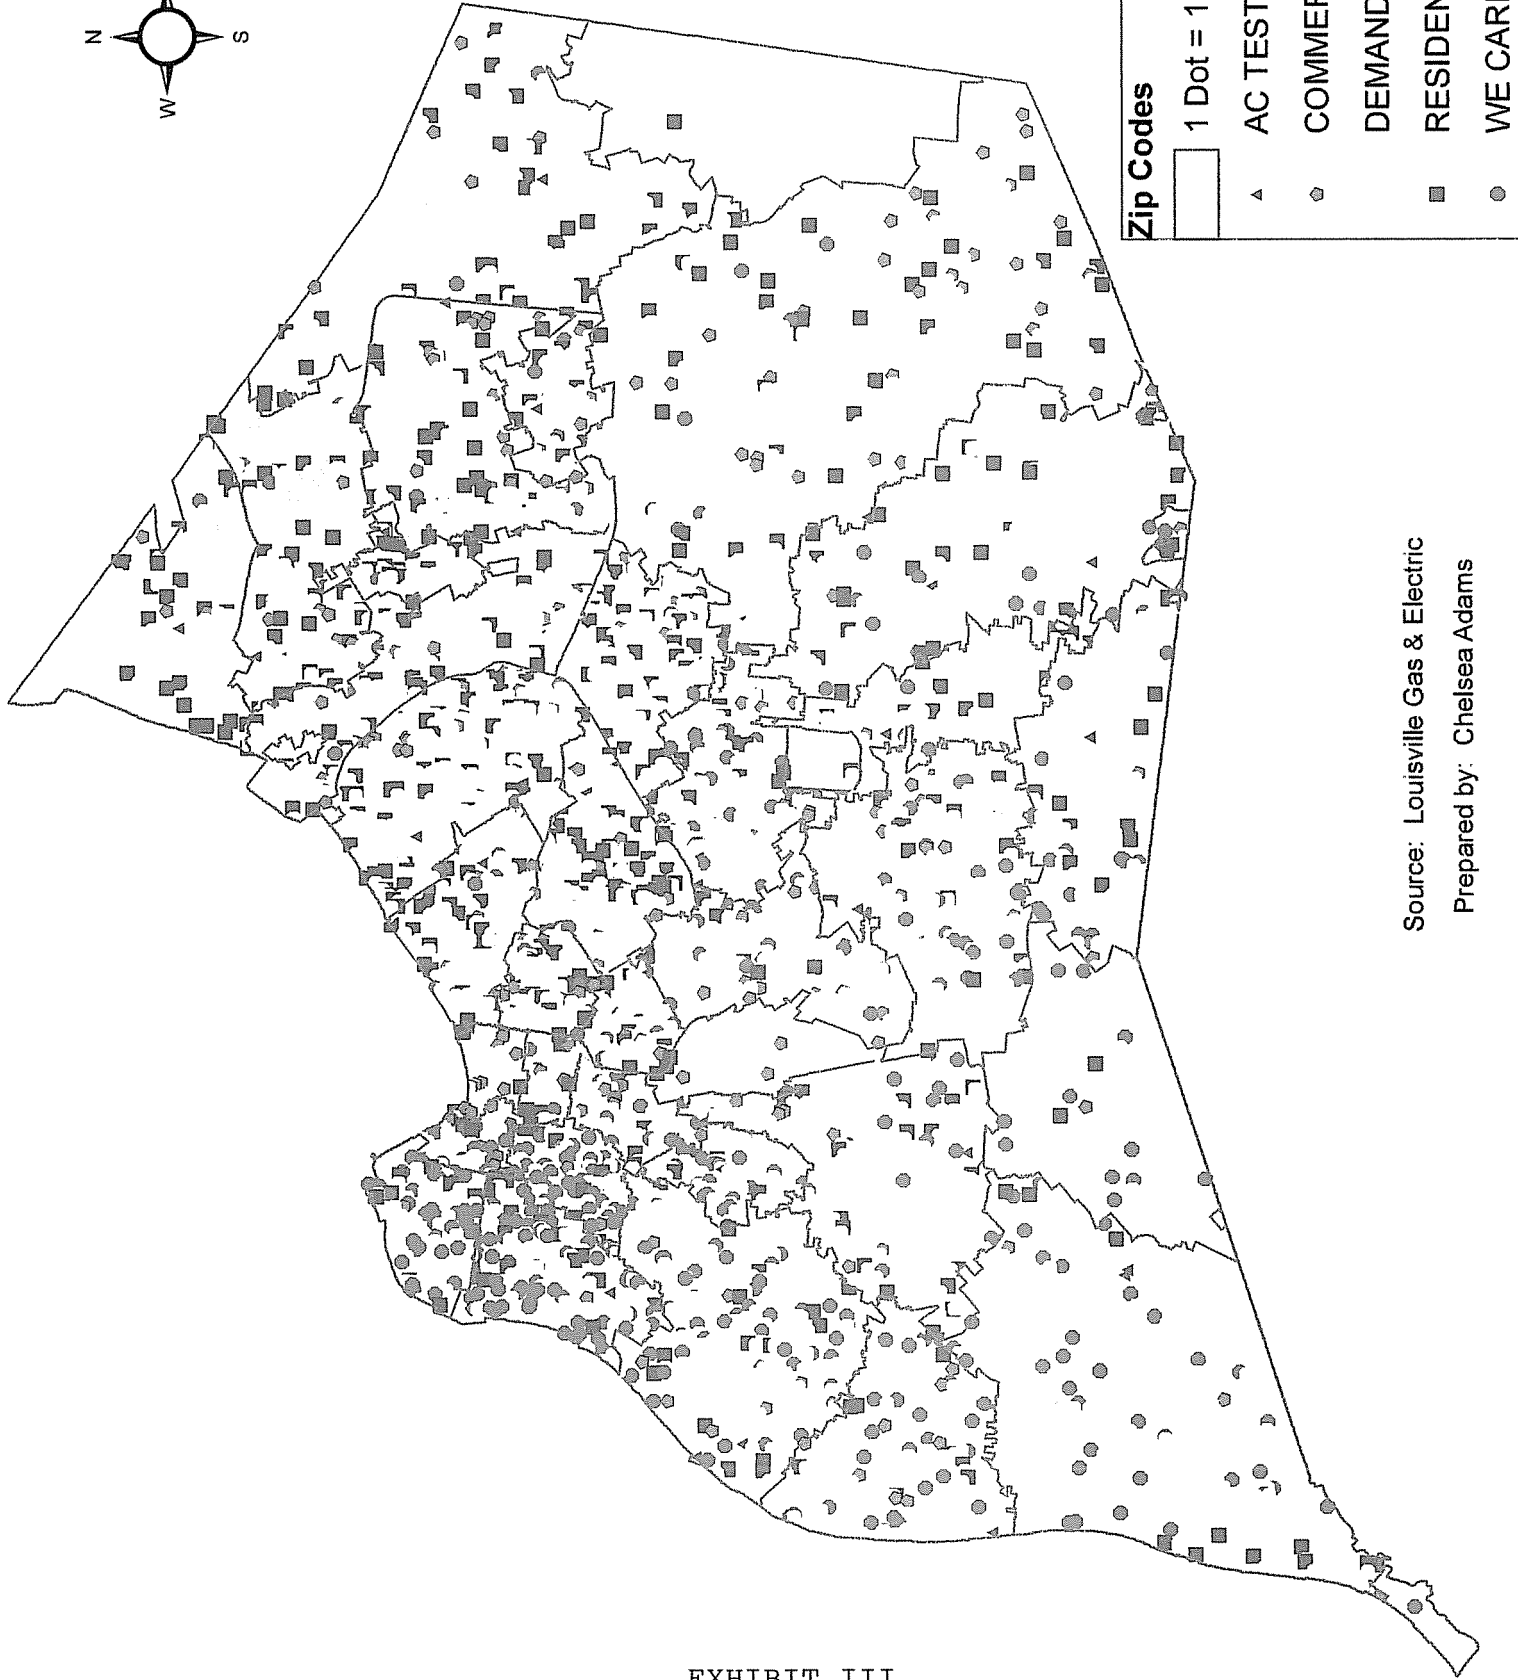 N
S
W
Zip Codes
1 Dot = 1
AC TEST
COMMER
DEMAND
RESIDEN
WE CAR
Source: Louisville Gas & Electric
Prepared by: Chelsea Adams
EXHIBIT III